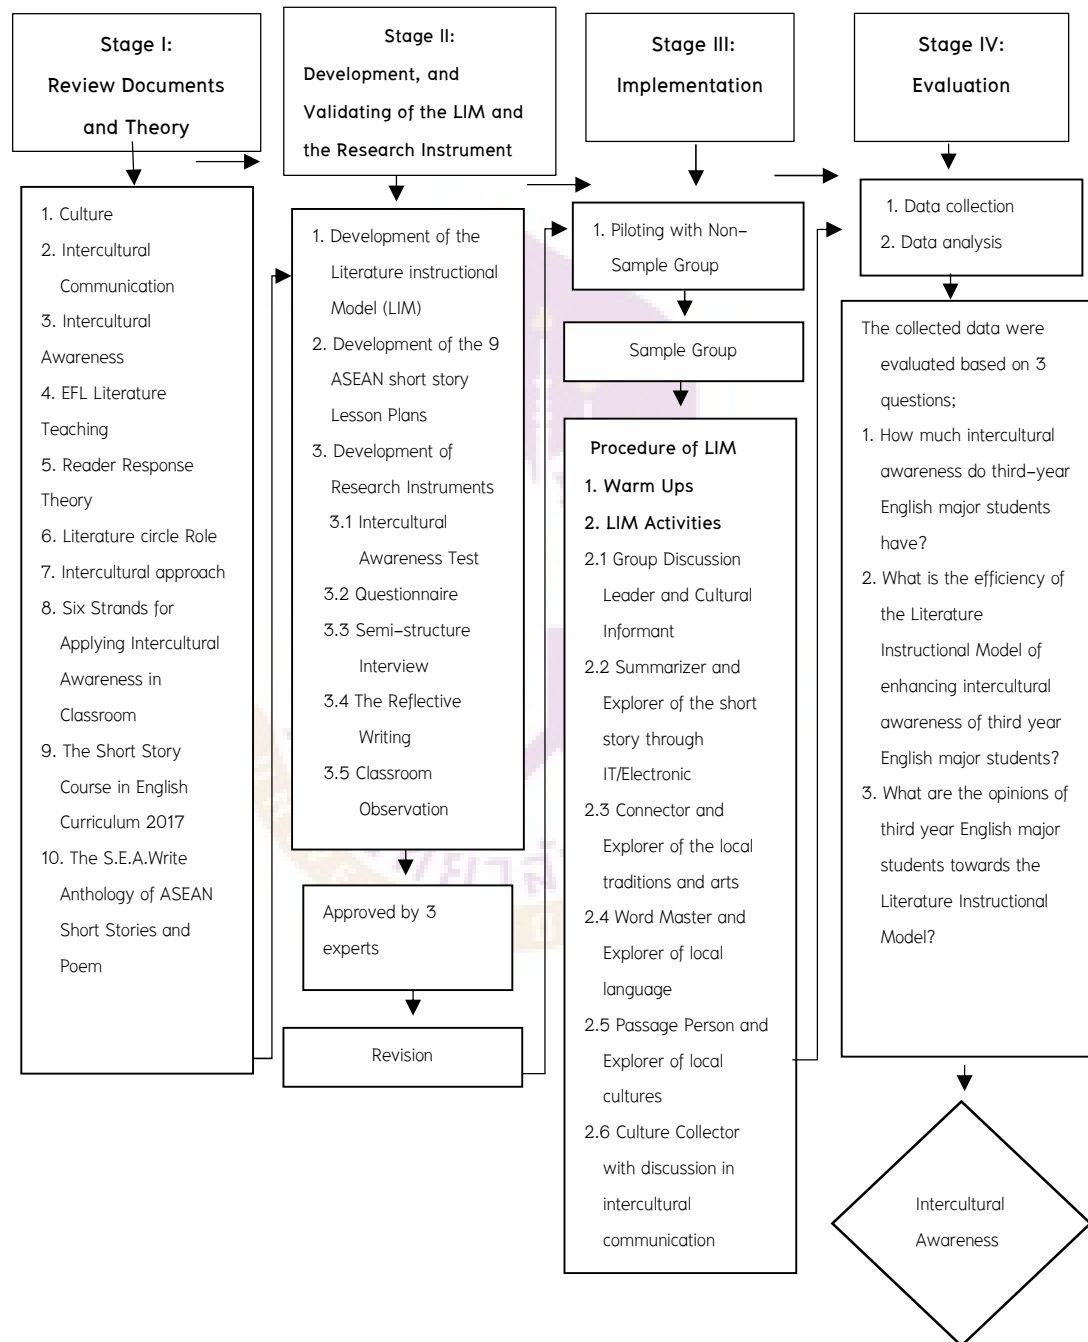 Stage I:
Review Documents
and Theory
1. Culture
2. Intercultural
Communication
3. Intercultural
Awareness
4. EFL Literature
Teaching
5. Reader Response
Theory
6. Literature circle Role
7. Intercultural approach
8. Six Strands for
Applying Intercultural
Awareness in
Classroom
9. The Short Story
Course in English
Curriculum 2017
10. The S.E.A.Write
Anthology of ASEAN
Short Stories and
Poem
Stage II:
Development, and
Validating of the LIM and
the Research Instrument
1. Development of the
Literature instructional
Model (LIM)
2. Development of the 9
ASEAN short story
Lesson Plans
3. Development of
Research Instruments
3.1 Intercultural
Awareness Test
3.2 Questionnaire
3.3 Semi-structure
Interview
3.4 The Reflective
Writing
3.5 Classroom
Observation
Approved by 3
experts
Revision
Stage III:
Implementation
1. Piloting with Non-
Sample Group
Sample Group
Procedure of LIM
1. Warm Ups
2. LIM Activities
2.1 Group Discussion
Leader and Cultural
Informant
2.2 Summarizer and
Explorer of the short
story through
IT/Electronic
2.3 Connector and
Explorer of the local
traditions and arts
2.4 Word Master and
Explorer of local
language
2.5 Passage Person and
Explorer of local
cultures
2.6 Culture Collector
with discussion in
intercultural
communication
Stage IV:
Evaluation
1. Data collection
2. Data analysis
The collected data were
evaluated based on 3
questions;
1. How much intercultural
awareness do third-year
English major students
have?
2. What is the efficiency of
the Literature
Instructional Model of
enhancing intercultural
awareness of third year
English major students?
3. What are the opinions of
third year English major
students towards the
Literature Instructional
Model?
Intercultural
Awareness